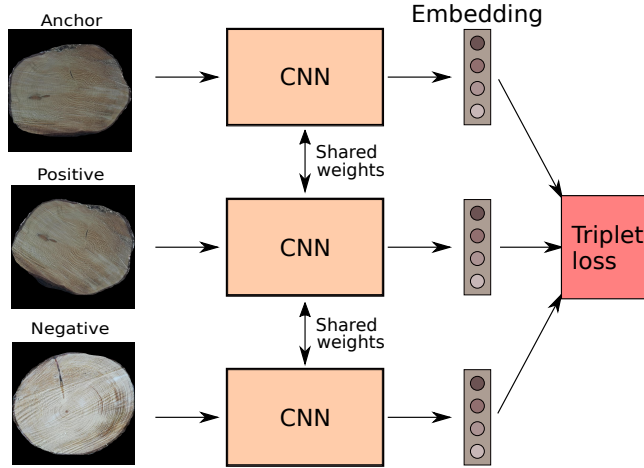 Anchor
Embedding
CNN
Shared
weights
Positive
CNN
Triplet
loss
Shared
weights
Negative
CNN